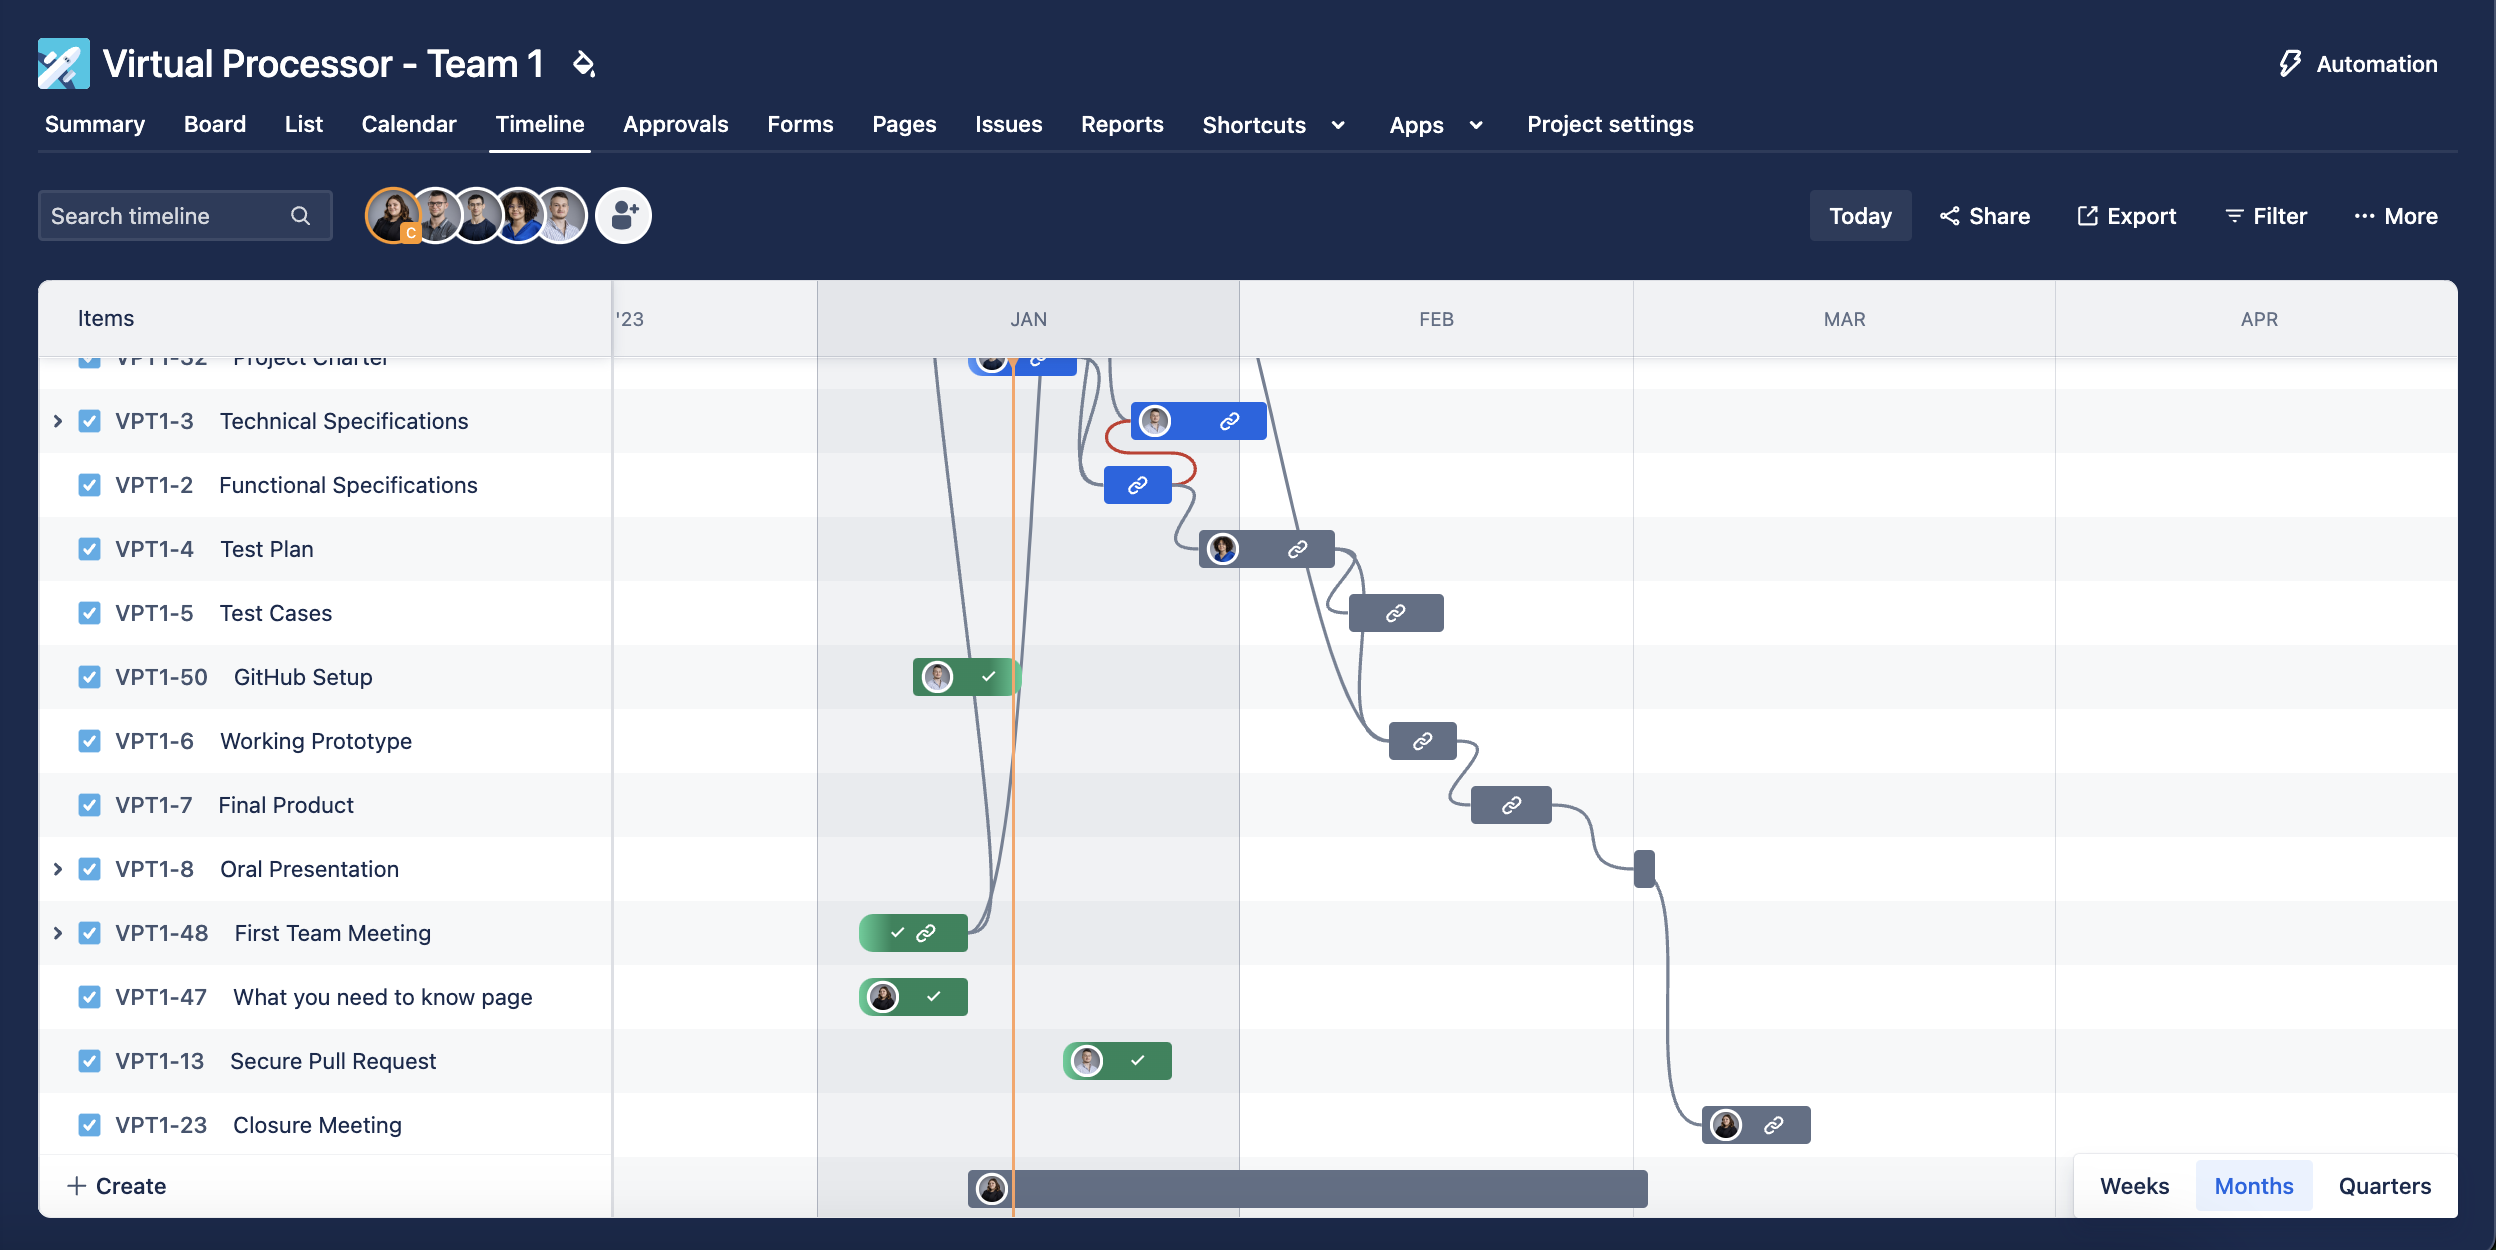 Virtual Processor - Team 1
Automation
Summary Board List Calendar Timeline Approvals Forms Pages Issues Reports Shortcuts Apps Project settings
Search timeline
C
Today Share Export Filter More
Items '23 JAN FEB MAR APR
VPT1-32 Project Charter
VPT1-3 Technical Specifications
VPT1-2 Functional Specifications
VPT1-4 Test Plan
VPT1-5 Test Cases
VPT1-50 GitHub Setup
VPT1-6 Working Prototype
VPT1-7 Final Product
VPT1-8 Oral Presentation
VPT1-48 First Team Meeting
VPT1-47 What you need to know page
VPT1-13 Secure Pull Request
VPT1-23 Closure Meeting
Create
Weeks Months Quarters